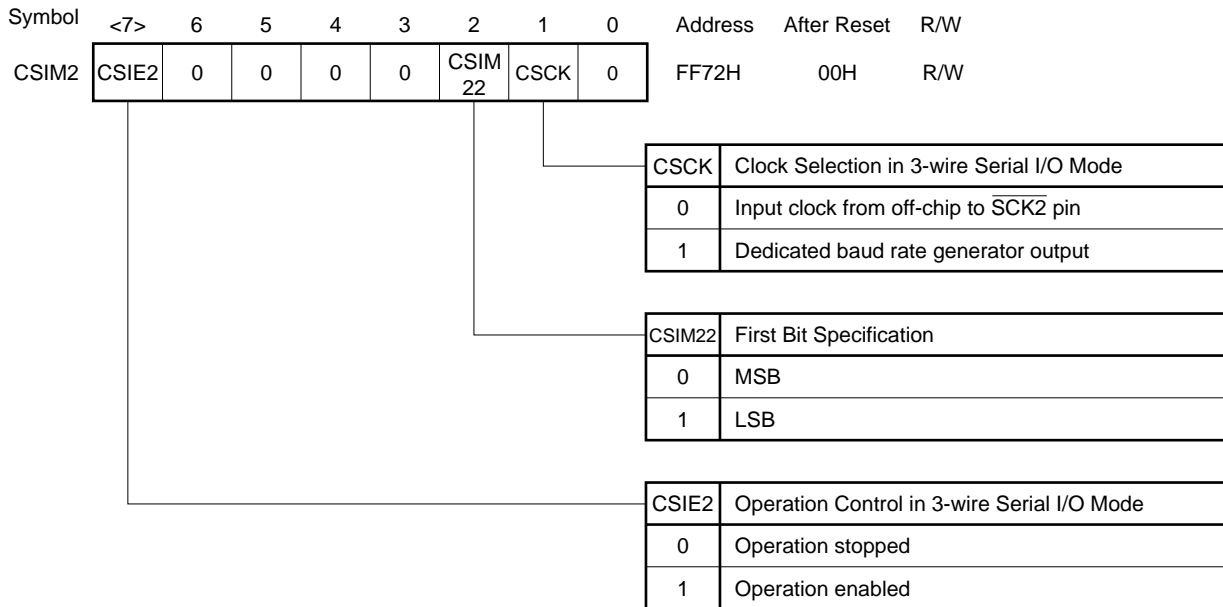 Symbol <7> 6 5 4 3 2 1 0 Address After Reset R/W
CSIM2 CSIE2 0 0 0 0 CSIM22 CSCK 0 FF72H 00H R/W
CSCK Clock Selection in 3-wire Serial I/O Mode
0 Input clock from off-chip to S̅C̅K̅2̅ pin
1 Dedicated baud rate generator output
CSIM22 First Bit Specification
0 MSB
1 LSB
CSIE2 Operation Control in 3-wire Serial I/O Mode
0 Operation stopped
1 Operation enabled